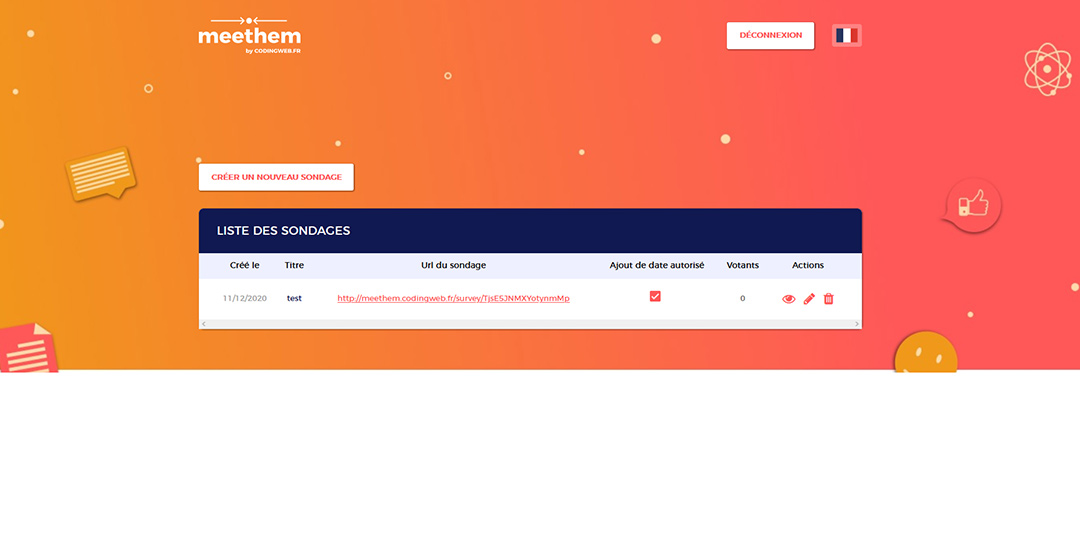 meethem
by CODINGWEB.FR
DÉCONNEXION
CRÉER UN NOUVEAU SONDAGE
LISTE DES SONDAGES
Créé le Titre Url du sondage Ajout de date autorisé Votants Actions
11/12/2020 test http://meethem.codingweb.fr/survey/TjsE5JNMXYotynmMp 0